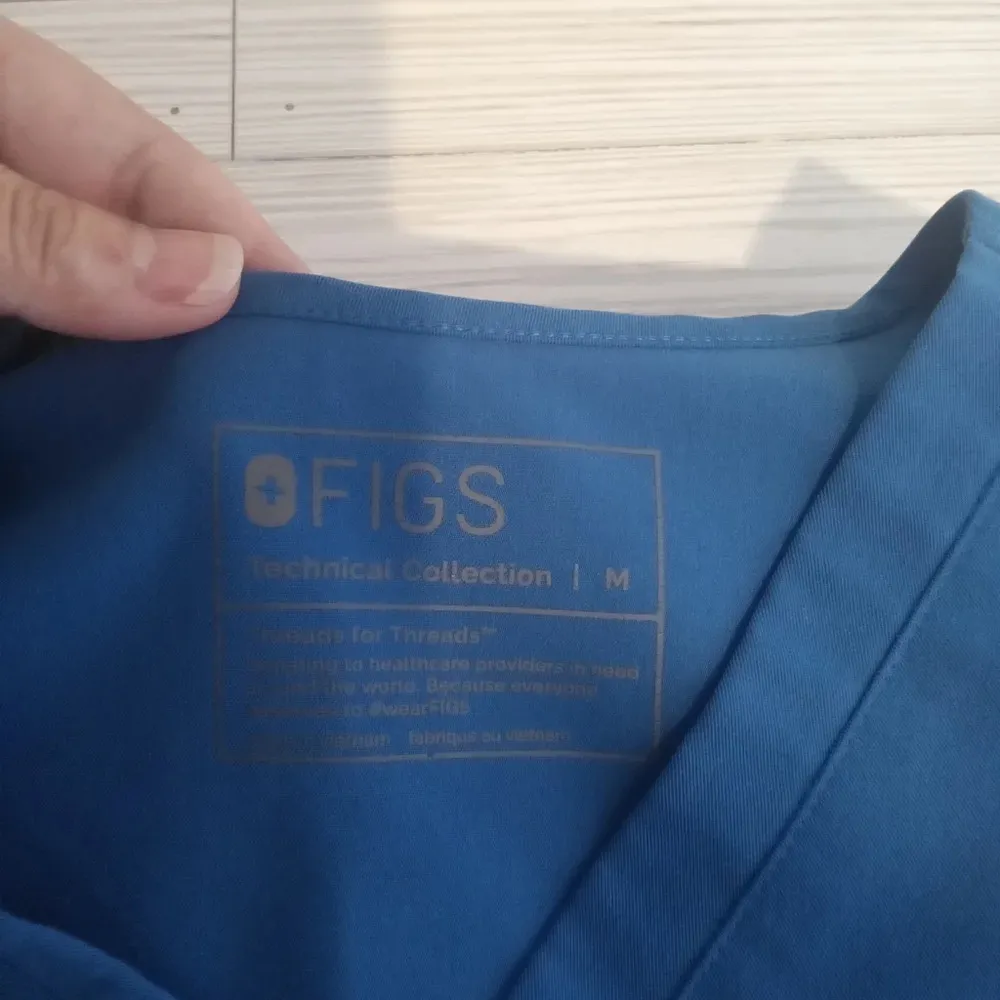 FIGS
Technical Collection | M
Threads for Threads™
to healthcare providers in need
around the world. Because everyone
to #wearFIGS
vietnam fabriqué au vietnam